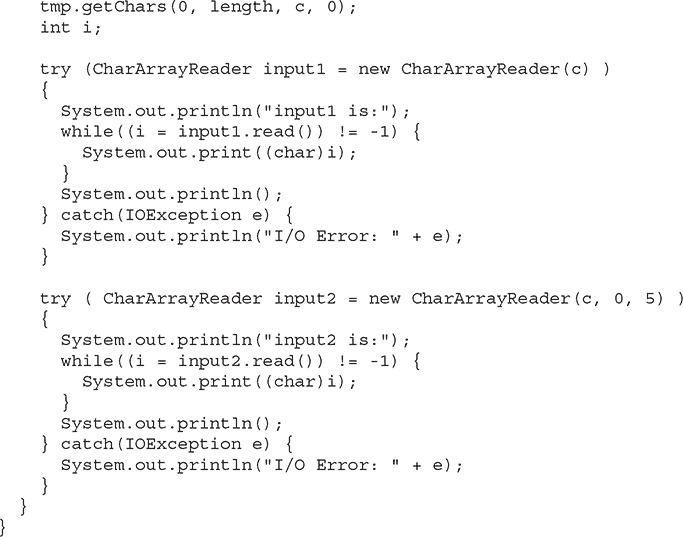 tmp.getChars(0, length, c, 0);
    int i;

    try (CharArrayReader input1 = new CharArrayReader(c) )
    {
      System.out.println("input1 is:");
      while((i = input1.read()) != -1) {
        System.out.print((char)i);
      }
      System.out.println();
    } catch(IOException e) {
      System.out.println("I/O Error: " + e);
    }

    try ( CharArrayReader input2 = new CharArrayReader(c, 0, 5) )
    {
      System.out.println("input2 is:");
      while((i = input2.read()) != -1) {
        System.out.print((char)i);
      }
      System.out.println();
    } catch(IOException e) {
      System.out.println("I/O Error: " + e);
    }
  }
}